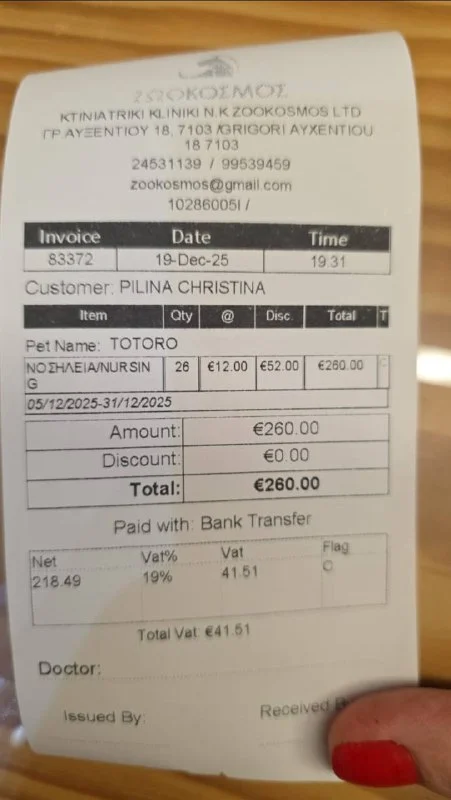 ΖΩΟΚΟΣΜΟΣ
KTINIATRIKI KLINIKI N.K ZOOKOSMOS LTD
ΓΡ ΑΥΞΕΝΤΙΟΥ 18, 7103 /GRIGORI AYXENTIOU
18 7103
24531139 / 99539459
zookosmos@gmail.com
10286005I /
Invoice Date Time
83372 19-Dec-25 19:31
Customer: PILINA CHRISTINA
Item Qty @ Disc. Total T
Pet Name: TOTORO
ΝΟΣΗΛΕΙΑ/NURSIN 26 €12.00 €52.00 €260.00 C
G
05/12/2025-31/12/2025
Amount: €260.00
Discount: €0.00
Total: €260.00
Paid with: Bank Transfer
Net Vat% Vat Flag
218.49 19% 41.51 C
Total Vat: €41.51
Doctor:
Issued By: Received